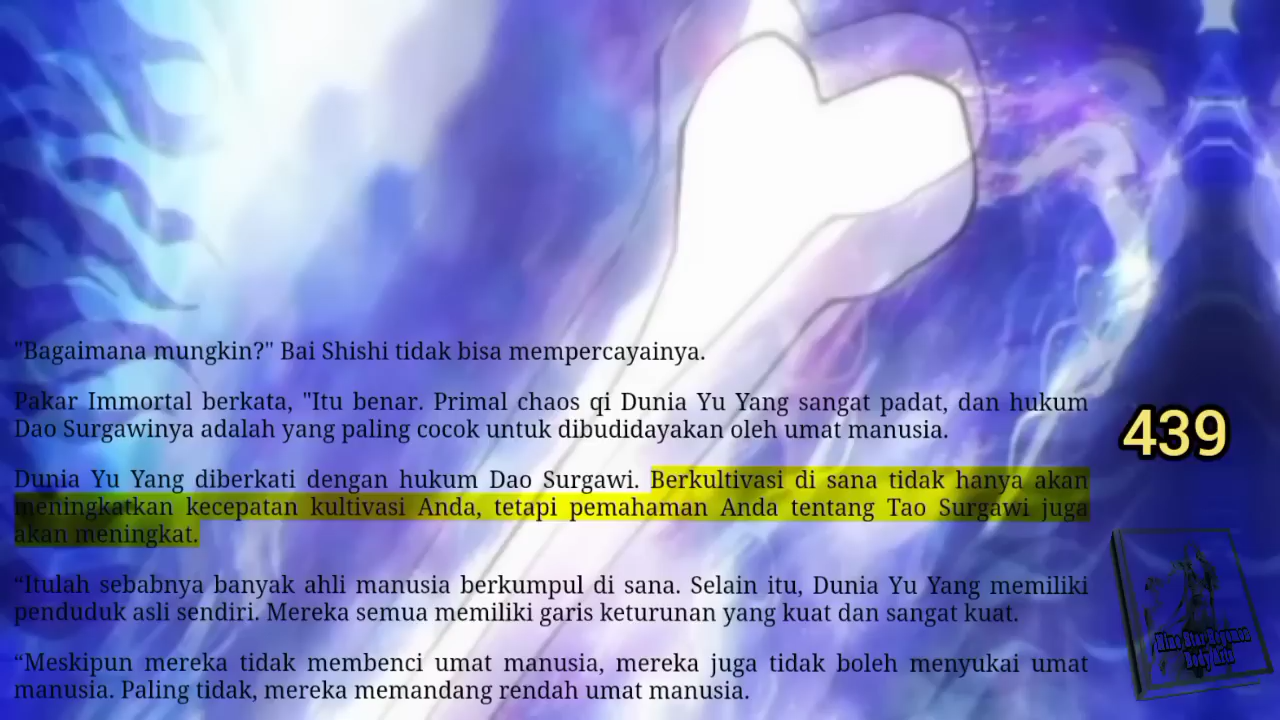 "Bagaimana mungkin?" Bai Shishi tidak bisa mempercayainya.
Pakar Immortal berkata, "Itu benar. Primal chaos qi Dunia Yu Yang sangat padat, dan hukum
Dao Surgawinya adalah yang paling cocok untuk dibudidayakan oleh umat manusia.
Dunia Yu Yang diberkati dengan hukum Dao Surgawi. Berkultivasi di sana tidak hanya akan
meningkatkan kecepatan kultivasi Anda, tetapi pemahaman Anda tentang Tao Surgawi juga
akan meningkat.
“Itulah sebabnya banyak ahli manusia berkumpul di sana. Selain itu, Dunia Yu Yang memiliki
penduduk asli sendiri. Mereka semua memiliki garis keturunan yang kuat dan sangat kuat.
“Meskipun mereka tidak membenci umat manusia, mereka juga tidak boleh menyukai umat
manusia. Paling tidak, mereka memandang rendah umat manusia.
439
Nine Star Hegemon
Body Arts